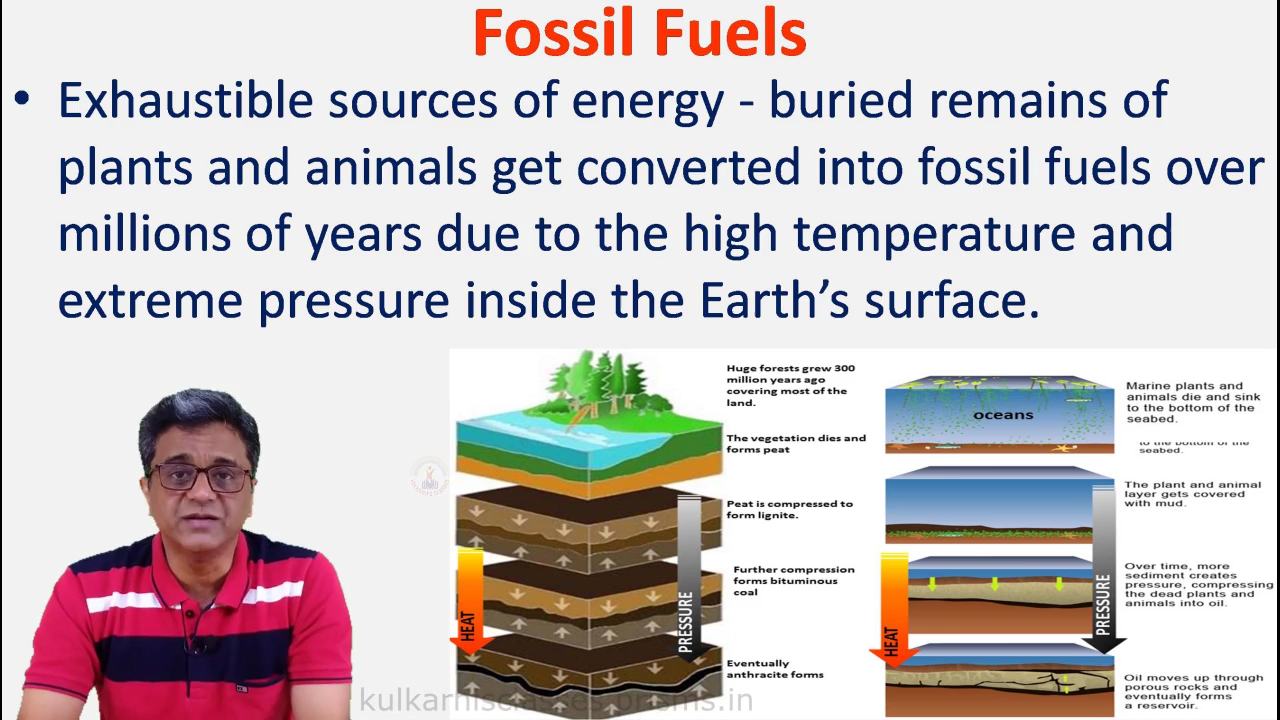 Fossil Fuels
• Exhaustible sources of energy - buried remains of
plants and animals get converted into fossil fuels over
millions of years due to the high temperature and
extreme pressure inside the Earth’s surface.
Huge forests grew 300
million years ago
covering most of the
land.
The vegetation dies and
forms peat
Peat is compressed to
form lignite.
Further compression
forms bituminous
coal
Eventually
anthracite forms
HEAT
PRESSURE
oceans
Marine plants and
animals die and sink
to the bottom of the
seabed.
to the bottom of the
seabed.
The plant and animal
layer gets covered
with mud.
Over time, more
sediment creates
pressure, compressing
the dead plants and
animals into oil.
Oil moves up through
porous rocks and
eventually forms
a reservoir.
HEAT
PRESSURE